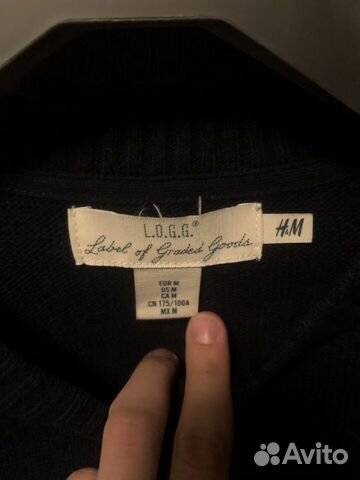 L.O.G.G.®
Label of Graded Goods
H&M
EUR M
US M
CA M
CN 175/100A
MX M
Avito